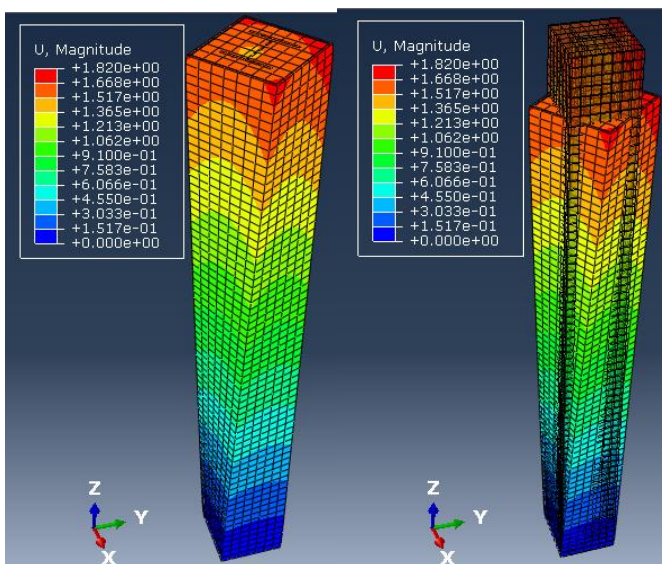 U, Magnitude
+1.820e+00
+1.668e+00
+1.517e+00
+1.365e+00
+1.213e+00
+1.062e+00
+9.100e-01
+7.583e-01
+6.066e-01
+4.550e-01
+3.033e-01
+1.517e-01
+0.000e+00
Z
Y
X
U, Magnitude
+1.820e+00
+1.668e+00
+1.517e+00
+1.365e+00
+1.213e+00
+1.062e+00
+9.100e-01
+7.583e-01
+6.066e-01
+4.550e-01
+3.033e-01
+1.517e-01
+0.000e+00
Z
Y
X